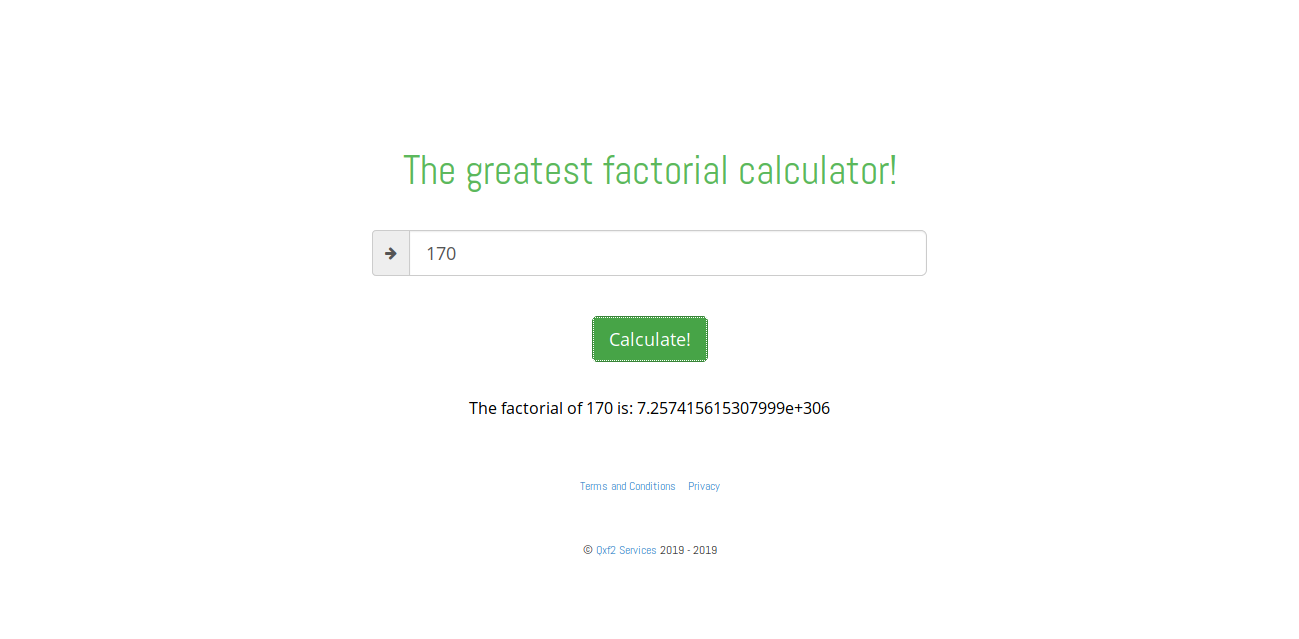 The greatest factorial calculator!
170
Calculate!
The factorial of 170 is: 7.257415615307999e+306
Terms and Conditions Privacy
© Qxf2 Services 2019 - 2019